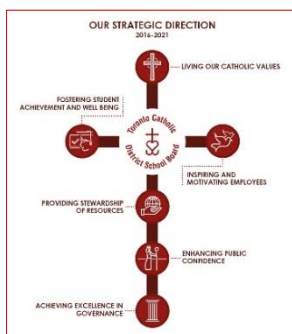 OUR STRATEGIC DIRECTION
2016-2021
LIVING OUR CATHOLIC VALUES
FOSTERING STUDENT
ACHIEVEMENT AND WELL BEING
Toronto Catholic
District School Board
INSPIRING AND
MOTIVATING EMPLOYEES
PROVIDING STEWARDSHIP
OF RESOURCES
ENHANCING PUBLIC
CONFIDENCE
ACHIEVING EXCELLENCE IN
GOVERNANCE